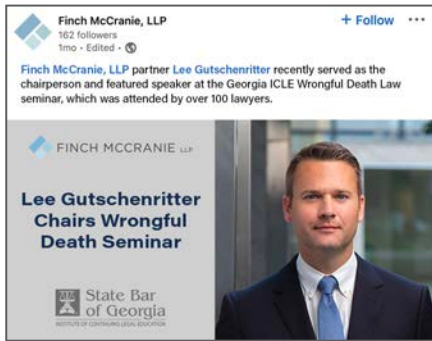 Finch McCranie, LLP
+ Follow ...
162 followers
1mo • Edited •
Finch McCranie, LLP partner Lee Gutschenritter recently served as the
chairperson and featured speaker at the Georgia ICLE Wrongful Death Law
seminar, which was attended by over 100 lawyers.
FINCH MCCRANIE LLP
Lee Gutschenritter
Chairs Wrongful
Death Seminar
State Bar
of Georgia
INSTITUTE OF CONTINUING LEGAL EDUCATION